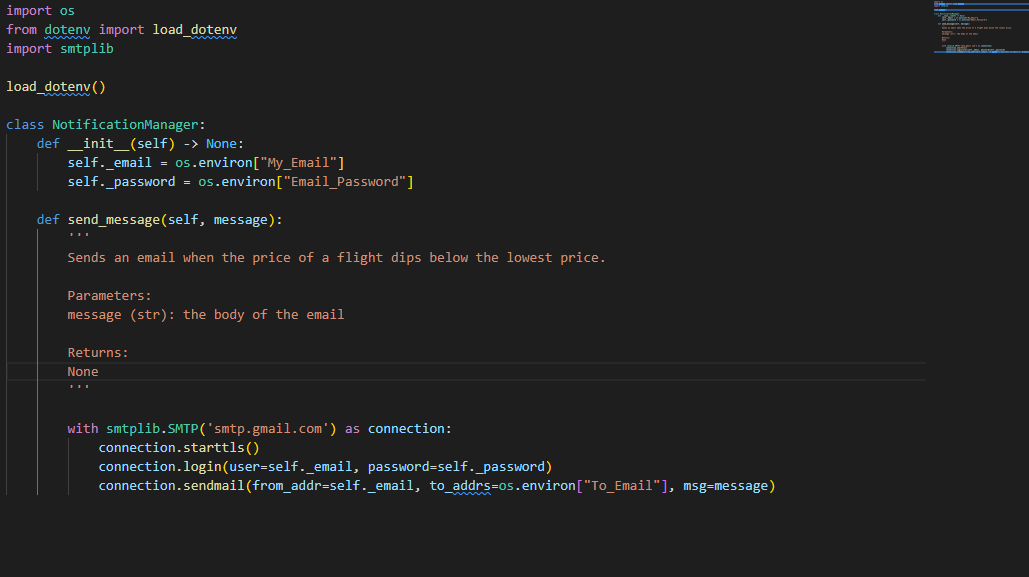 import os
from dotenv import load_dotenv
import smtplib

load_dotenv()

class NotificationManager:
    def __init__(self) -> None:
        self._email = os.environ["My_Email"]
        self._password = os.environ["Email_Password"]

    def send_message(self, message):
        '''
        Sends an email when the price of a flight dips below the lowest price.

        Parameters:
        message (str): the body of the email

        Returns:
        None
        '''

        with smtplib.SMTP('smtp.gmail.com') as connection:
            connection.starttls()
            connection.login(user=self._email, password=self._password)
            connection.sendmail(from_addr=self._email, to_addrs=os.environ["To_Email"], msg=message)